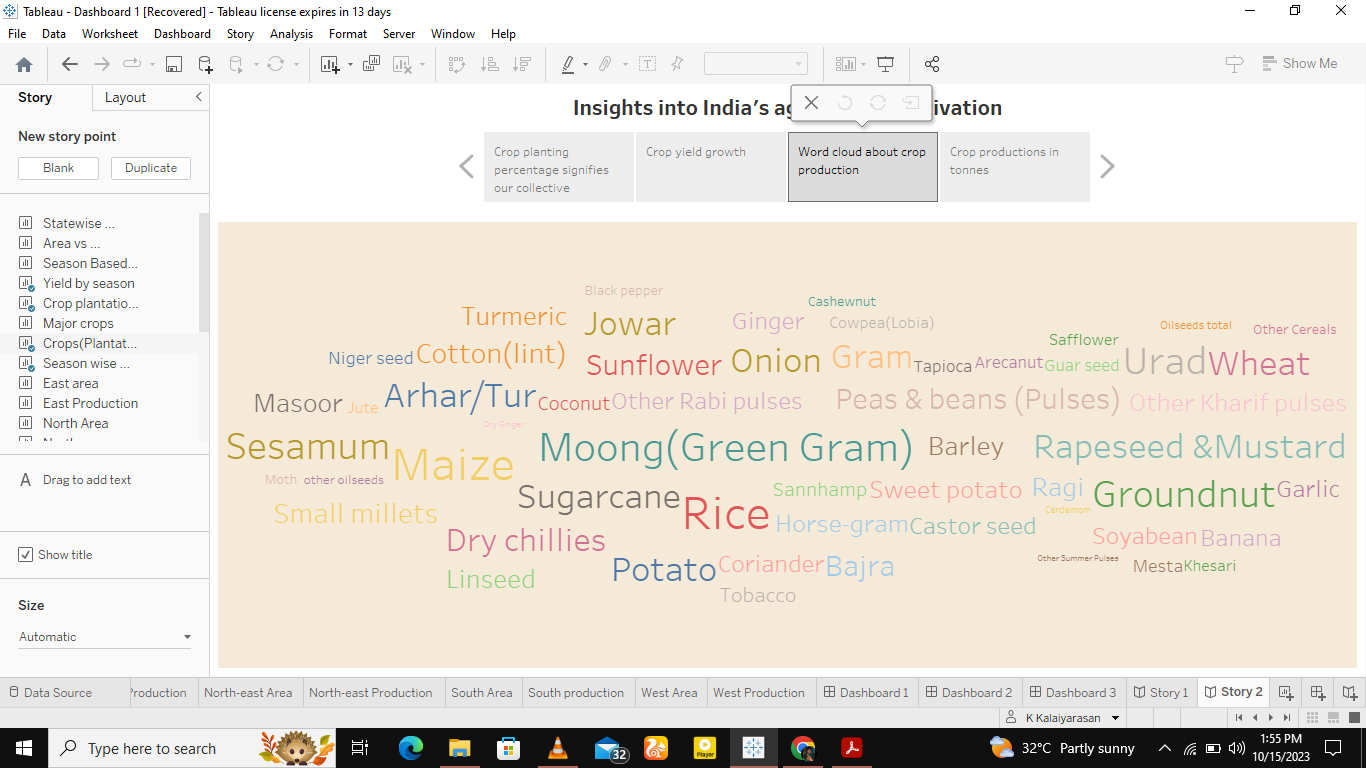 Tableau - Dashboard 1 [Recovered] - Tableau license expires in 13 days
File Data Worksheet Dashboard Story Analysis Format Server Window Help
Show Me
Story Layout
New story point
Blank Duplicate
Statewise ...
Area vs ...
Season Based...
Yield by season
Crop plantatio...
Major crops
Crops(Plantat...
Season wise ...
East area
East Production
North Area
A Drag to add text
Show title
Size
Automatic
Insights into India's
ivation
Crop planting percentage signifies our collective
Crop yield growth
Word cloud about crop production
Crop productions in tonnes
Black pepper
Cashewnut
Turmeric Jowar Ginger Cowpea(Lobia)
Oilseeds total Other Cereals
Safflower
Niger seed Cotton(lint) Sunflower Onion Gram Tapioca Arecanut Guar seed Urad Wheat
Masoor Jute Arhar/Tur Coconut Other Rabi pulses Peas & beans (Pulses) Other Kharif pulses
Dry Ginger
Sesamum Maize Moong(Green Gram) Barley Rapeseed &Mustard
Moth other oilseeds
Sugarcane Rice Sannhamp Sweet potato Ragi Groundnut Garlic
Cardamom
Small millets Horse-gram Castor seed
Dry chillies Soyabean Banana
Other Summer Pulses
Linseed Potato Coriander Bajra Mesta Khesari
Tobacco
Data Source Production North-east Area North-east Production South Area South production West Area West Production Dashboard 1 Dashboard 2 Dashboard 3 Story 1 Story 2
K Kalaiyarasan
Type here to search
32
Player
32°C Partly sunny
1:55 PM
10/15/2023